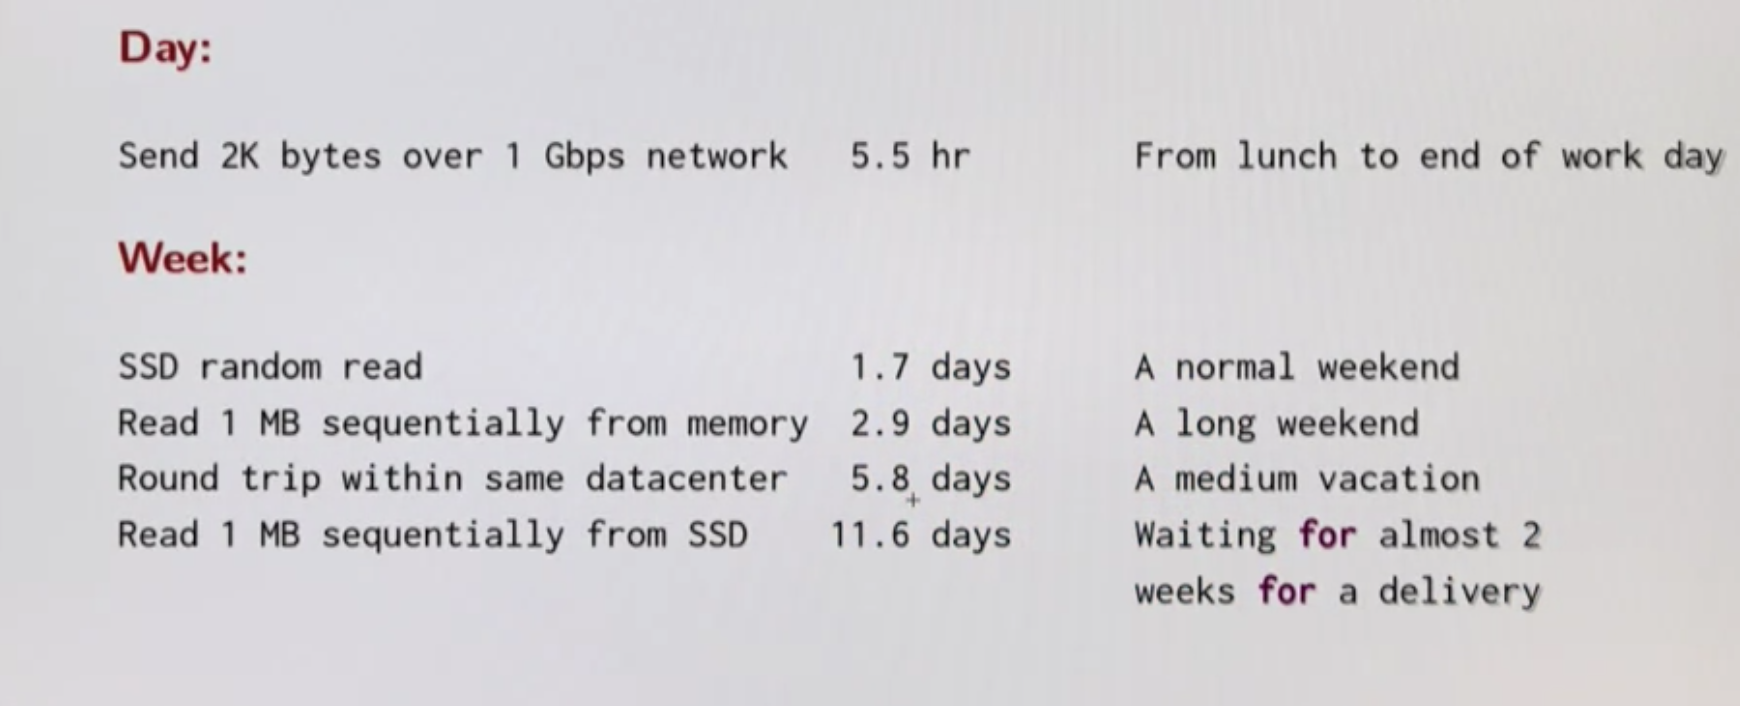 Day:
Send 2K bytes over 1 Gbps network 5.5 hr From lunch to end of work day
Week:
SSD random read 1.7 days A normal weekend
Read 1 MB sequentially from memory 2.9 days A long weekend
Round trip within same datacenter 5.8 days A medium vacation
Read 1 MB sequentially from SSD 11.6 days Waiting for almost 2
weeks for a delivery